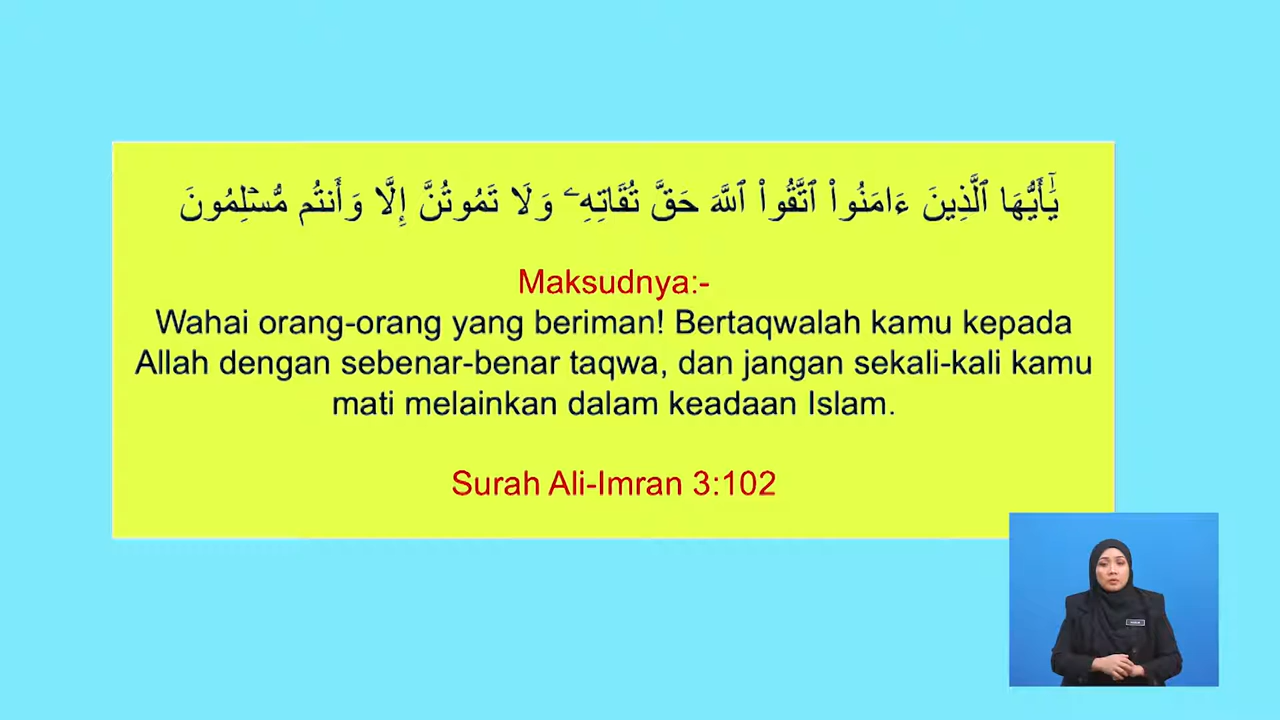 يَٰٓأَيُّهَا ٱلَّذِينَ ءَامَنُوا۟ ٱتَّقُوا۟ ٱللَّهَ حَقَّ تُقَاتِهِۦ وَلَا تَمُوتُنَّ إِلَّا وَأَنتُم مُّسْلِمُونَ
Maksudnya:-
Wahai orang-orang yang beriman! Bertaqwalah kamu kepada
Allah dengan sebenar-benar taqwa, dan jangan sekali-kali kamu
mati melainkan dalam keadaan Islam.
Surah Ali-Imran 3:102